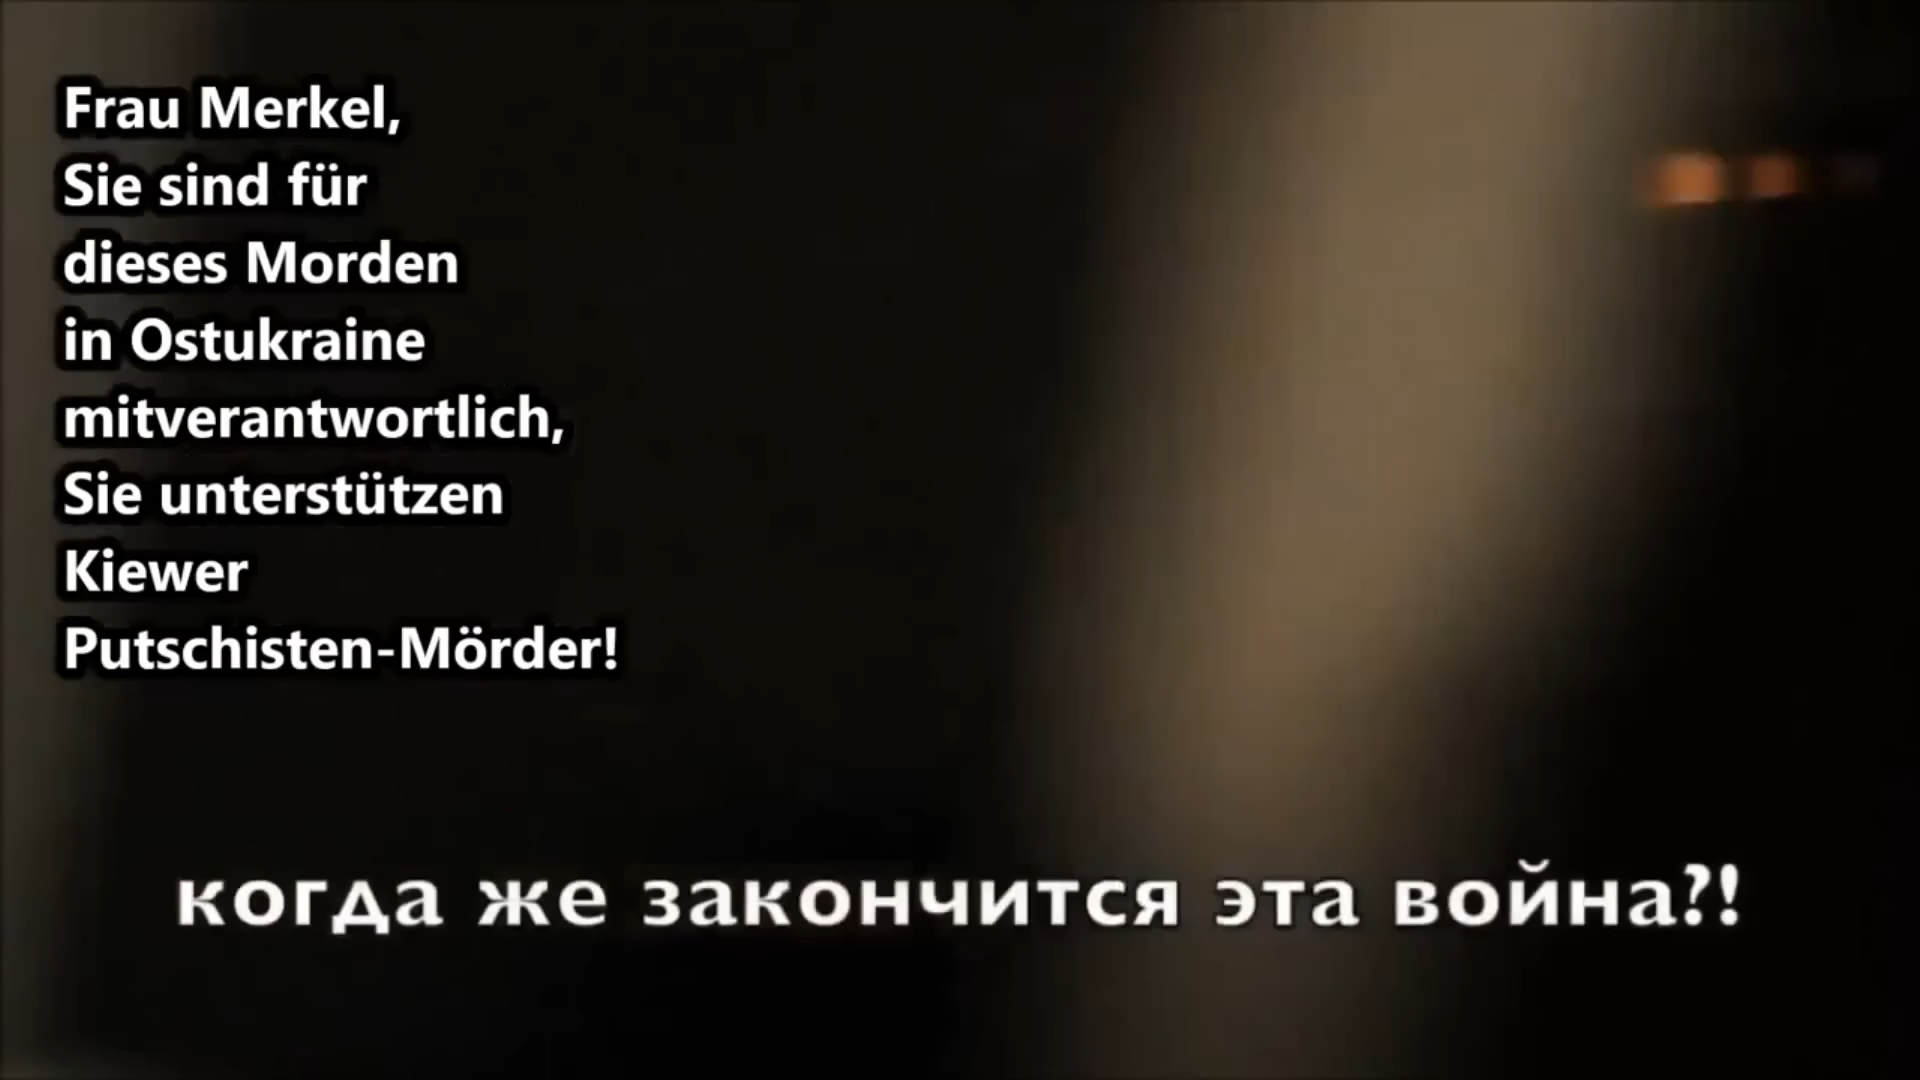 Frau Merkel,
Sie sind für
dieses Morden
in Ostukraine
mitverantwortlich,
Sie unterstützen
Kiewer
Putschisten-Mörder!
когда же закончится эта война?!